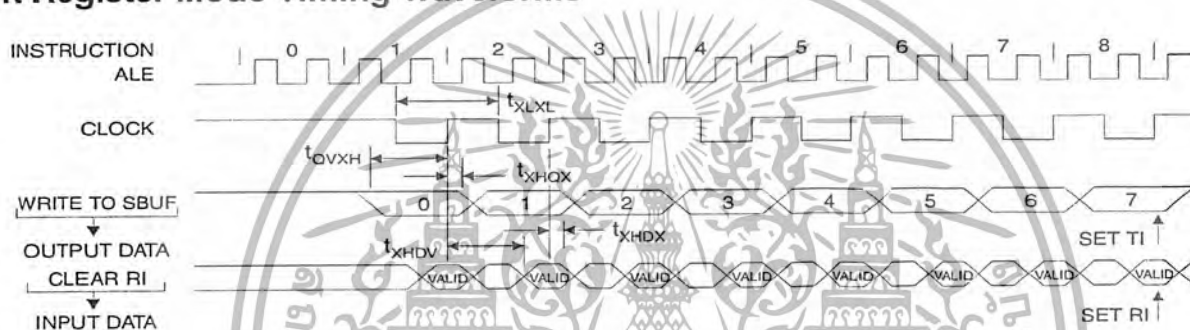 N Register Mode Timing Waveforms
INSTRUCTION 0 1 2 3 4 5 6 7 8
ALE
tXLXL
CLOCK
tQVXH
tXHQX
WRITE TO SBUF 0 1 2 3 4 5 6 7
OUTPUT DATA
tXHDV
tXHDX
SET TI
CLEAR RI VALID VALID VALID VALID VALID VALID VALID VALID
INPUT DATA
SET RI